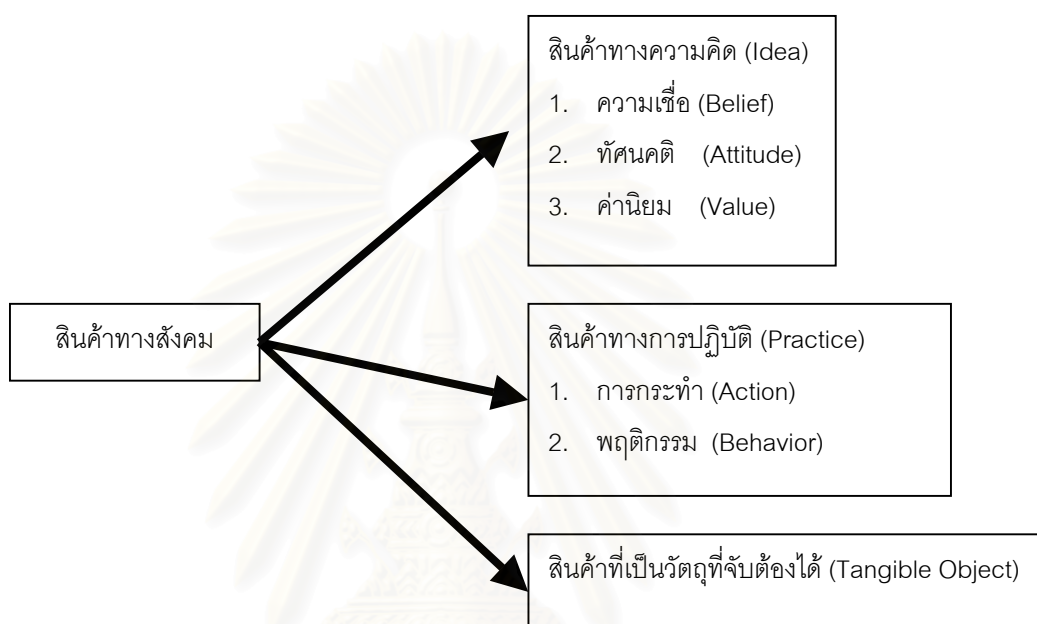 สินค้าทางความคิด (Idea)
1. ความเชื่อ (Belief)
2. ทัศนคติ (Attitude)
3. ค่านิยม (Value)
สินค้าทางสังคม
สินค้าทางการปฏิบัติ (Practice)
1. การกระทำ (Action)
2. พฤติกรรม (Behavior)
สินค้าที่เป็นวัตถุที่จับต้องได้ (Tangible Object)